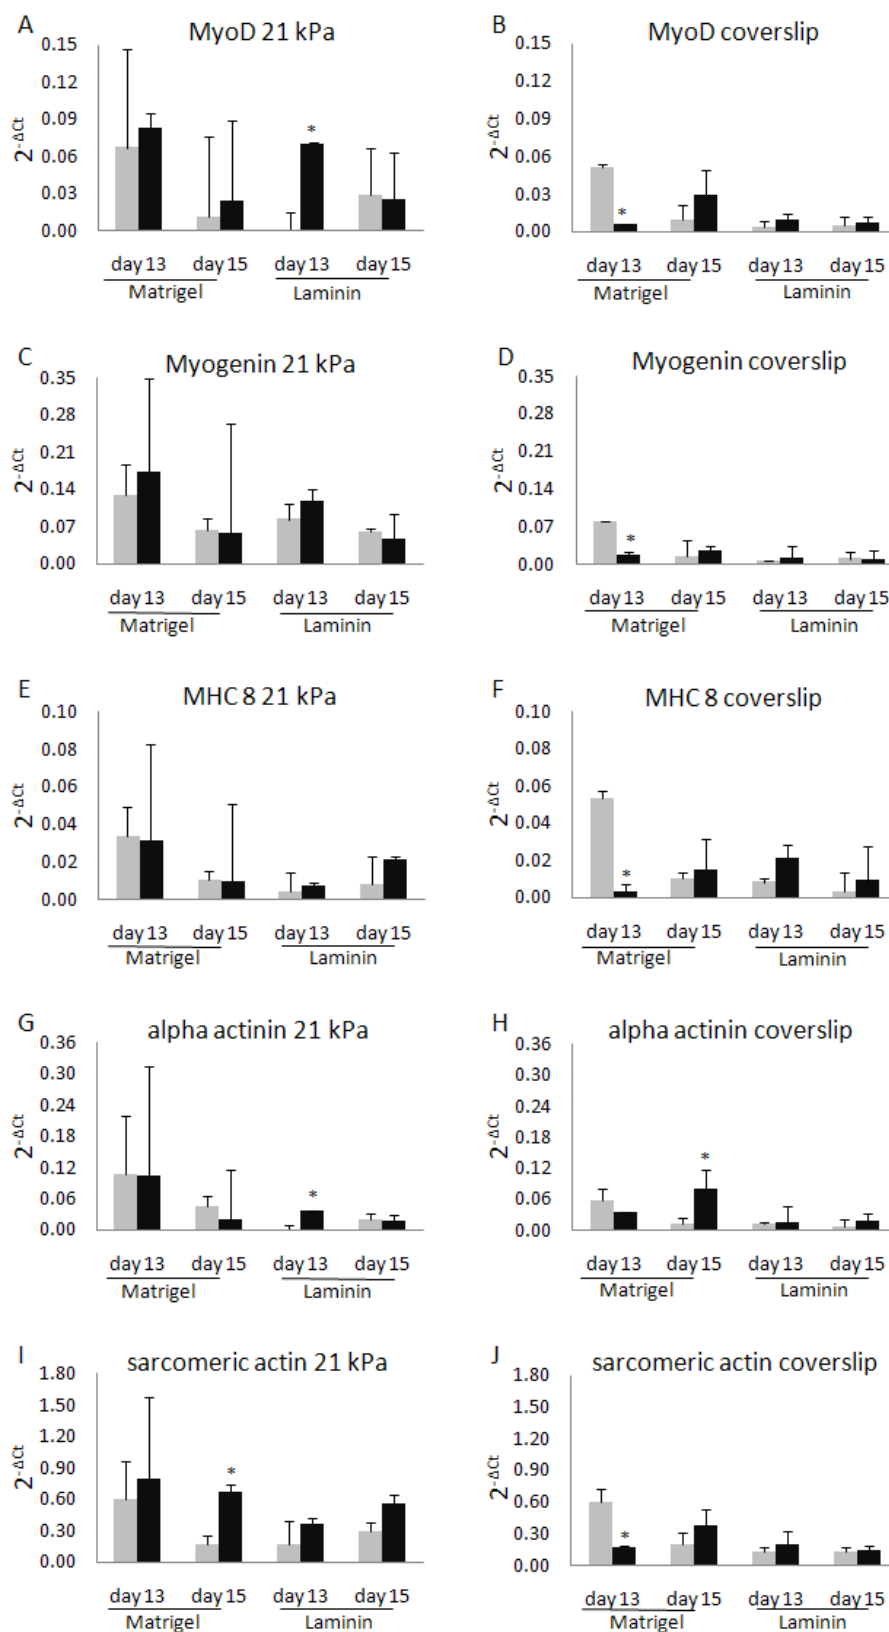 A
MyoD 21 kPa
2^-ΔCt
0.15
0.12
0.09
0.06
0.03
0.00
*
day 13 day 15 day 13 day 15
Matrigel Laminin
B
MyoD coverslip
2^-ΔCt
0.15
0.12
0.09
0.06
0.03
0.00
*
day 13 day 15 day 13 day 15
Matrigel Laminin
C
Myogenin 21 kPa
2^-ΔCt
0.35
0.28
0.21
0.14
0.07
0.00
day 13 day 15 day 13 day 15
Matrigel Laminin
D
Myogenin coverslip
2^-ΔCt
0.35
0.28
0.21
0.14
0.07
0.00
*
day 13 day 15 day 13 day 15
Matrigel Laminin
E
MHC 8 21 kPa
2^-ΔCt
0.10
0.08
0.06
0.04
0.02
0.00
day 13 day 15 day 13 day 15
Matrigel Laminin
F
MHC 8 coverslip
2^-ΔCt
0.10
0.08
0.06
0.04
0.02
0.00
*
day 13 day 15 day 13 day 15
Matrigel Laminin
G
alpha actinin 21 kPa
2^-ΔCt
0.36
0.30
0.24
0.18
0.12
0.06
0.00
*
day 13 day 15 day 13 day 15
Matrigel Laminin
H
alpha actinin coverslip
2^-ΔCt
0.36
0.30
0.24
0.18
0.12
0.06
0.00
*
day 13 day 15 day 13 day 15
Matrigel Laminin
I
sarcomeric actin 21 kPa
2^-ΔCt
1.80
1.50
1.20
0.90
0.60
0.30
0.00
*
day 13 day 15 day 13 day 15
Matrigel Laminin
J
sarcomeric actin coverslip
2^-ΔCt
1.80
1.50
1.20
0.90
0.60
0.30
0.00
*
day 13 day 15 day 13 day 15
Matrigel Laminin